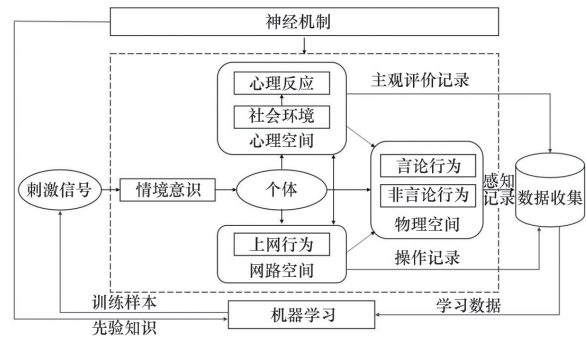 神经机制
心理反应
社会环境
心理空间
主观评价记录
刺激信号
情境意识
个体
言论行为
非言论行为
物理空间
感知
记录
数据收集
上网行为
网路空间
操作记录
训练样本
先验知识
机器学习
学习数据